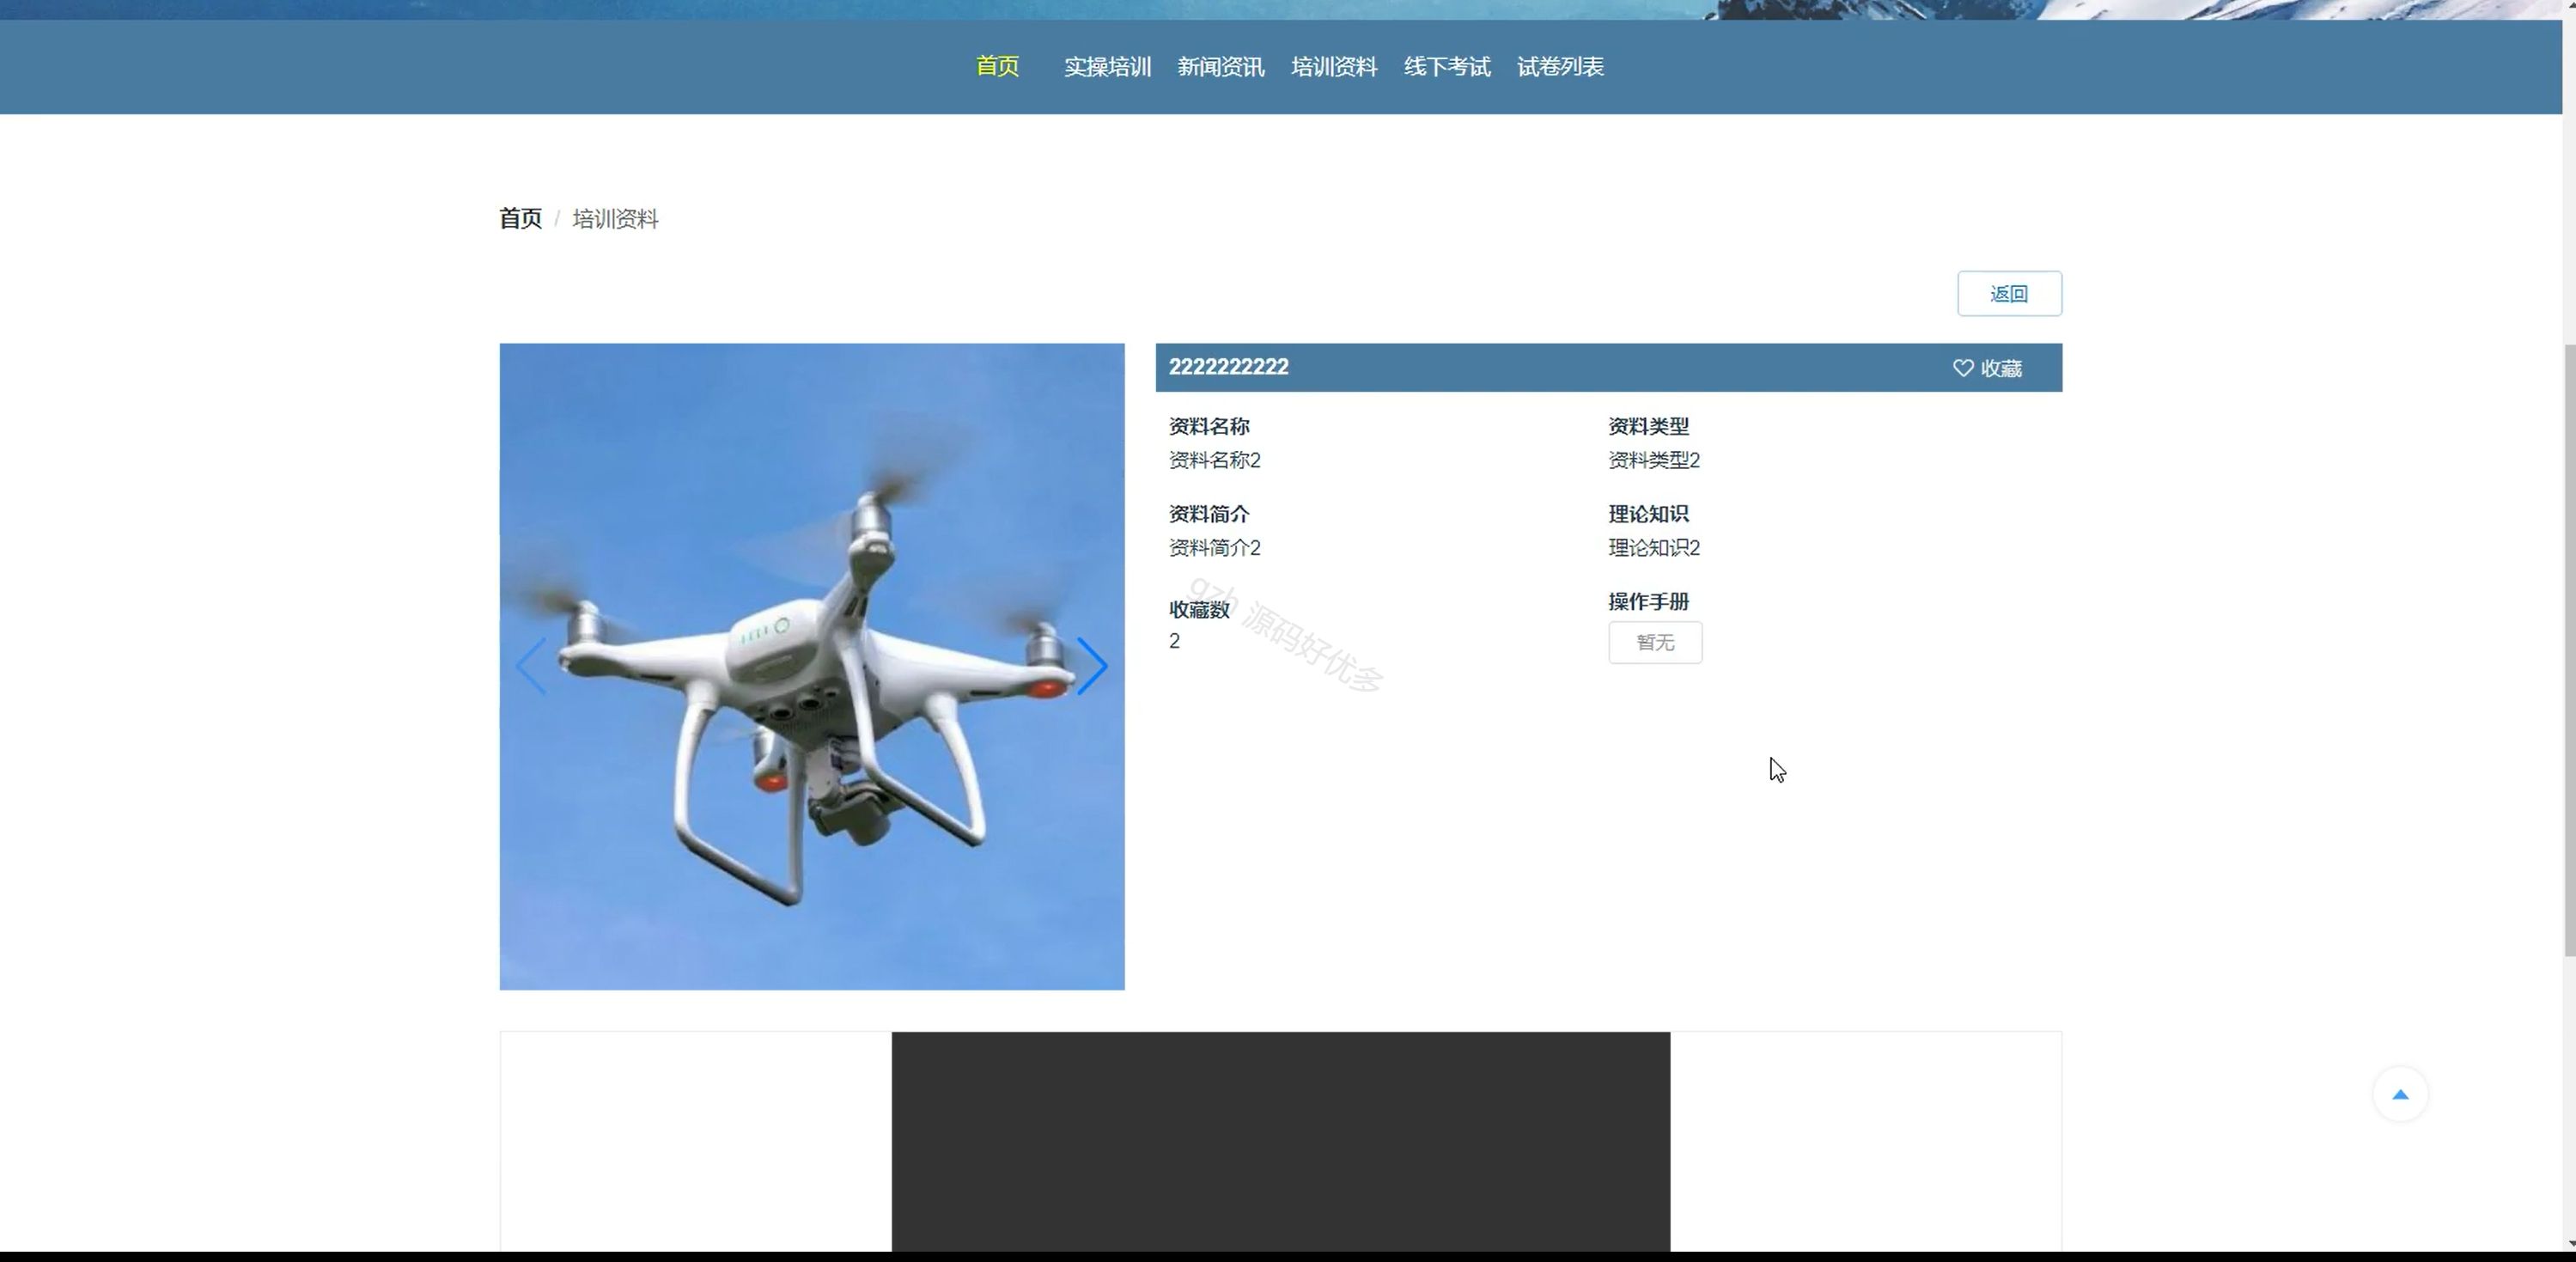 首页 实操培训 新闻资讯 培训资料 线下考试 试卷列表
首页 / 培训资料
返回
2222222222 收藏
资料名称 资料类型
资料名称2 资料类型2
资料简介 理论知识
资料简介2 理论知识2
收藏数 操作手册
2 暂无
gzh 源码好优多